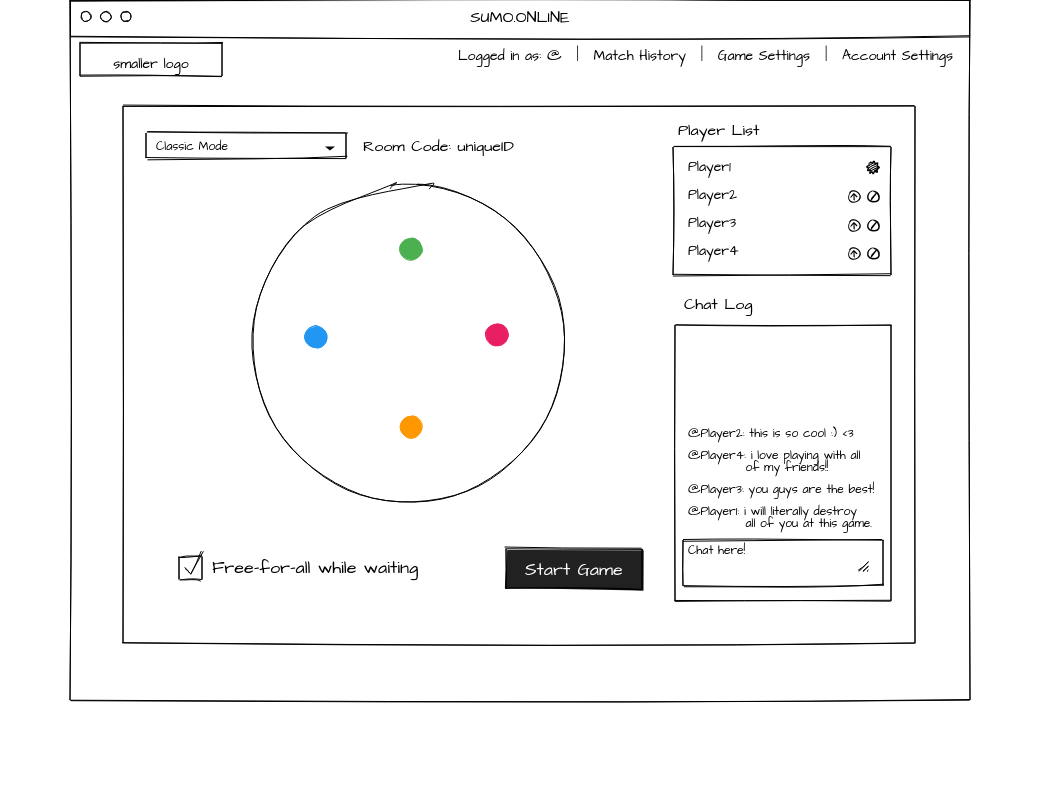 SUMO.ONLINE
smaller logo
Logged in as: @ | Match History | Game Settings | Account Settings
Classic Mode
Room Code: uniqueID
Player List
Player1
Player2
Player3
Player4
Chat Log
@Player2: this is so cool :) <3
@Player4: i love playing with all
of my friends!!
@Player3: you guys are the best!
@Player1: i will literally destroy
all of you at this game.
Chat here!
Free-for-all while waiting
Start Game